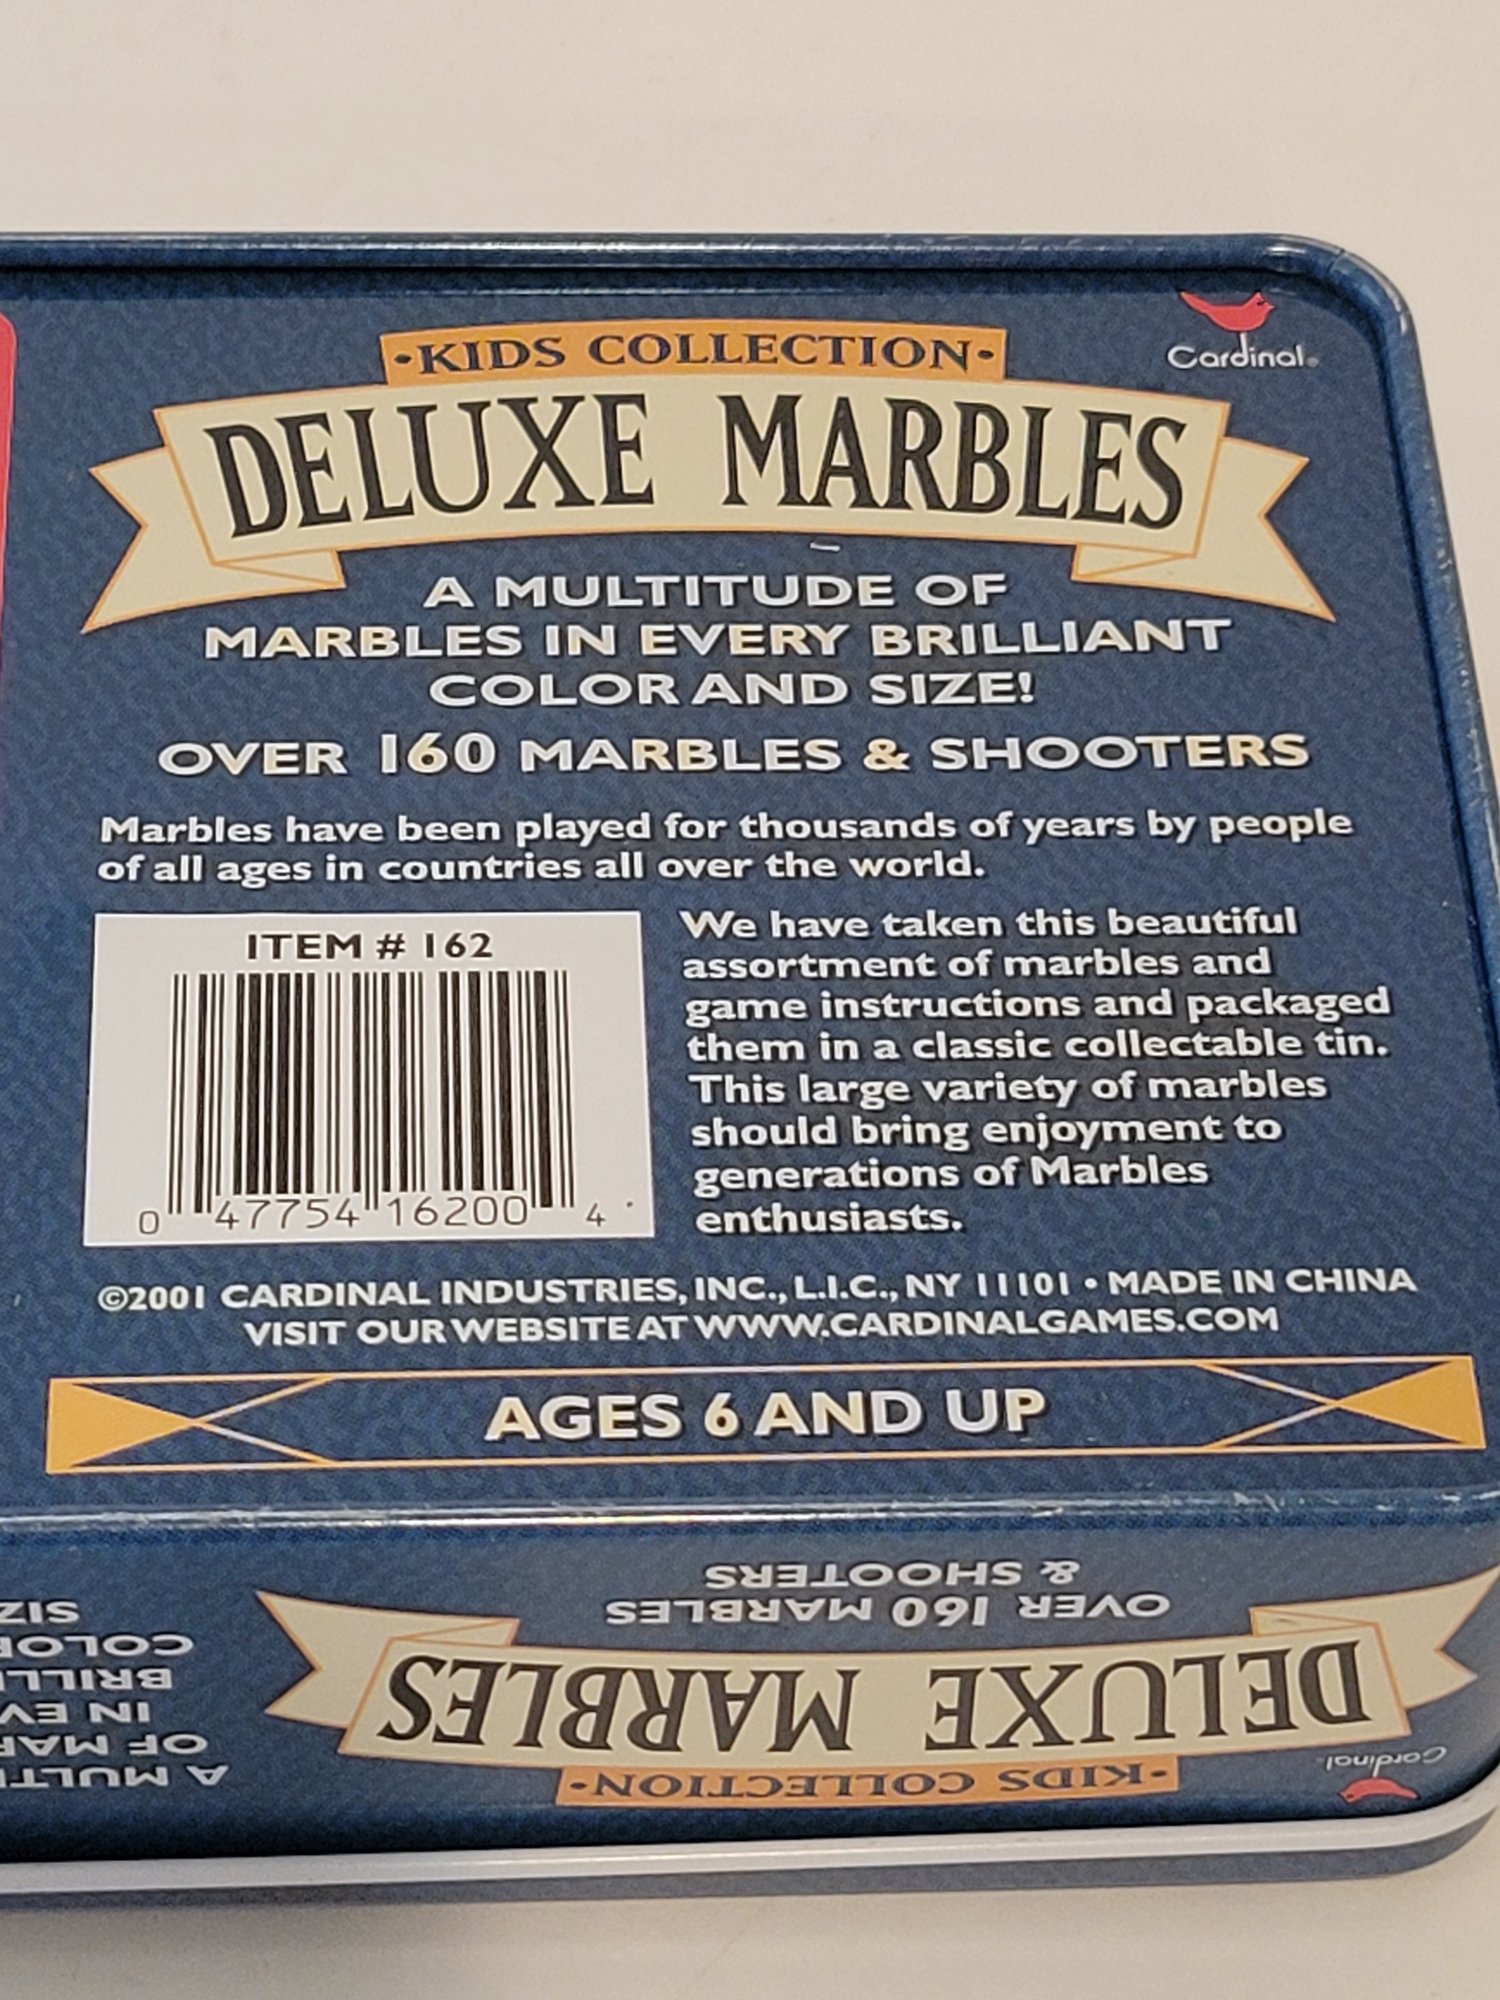 •KIDS COLLECTION•
Cardinal®
DELUXE MARBLES
A MULTITUDE OF
MARBLES IN EVERY BRILLIANT
COLOR AND SIZE!
OVER 160 MARBLES & SHOOTERS
Marbles have been played for thousands of years by people
of all ages in countries all over the world.
ITEM # 162
0 47754 16200 4
We have taken this beautiful
assortment of marbles and
game instructions and packaged
them in a classic collectable tin.
This large variety of marbles
should bring enjoyment to
generations of Marbles
enthusiasts.
©2001 CARDINAL INDUSTRIES, INC., L.I.C., NY 11101 • MADE IN CHINA
VISIT OUR WEBSITE AT WWW.CARDINALGAMES.COM
AGES 6 AND UP
Cardinal
•KIDS COLLECTION•
DELUXE MARBLES
OVER 160 MARBLES
& SHOOTERS
A
OF
IN